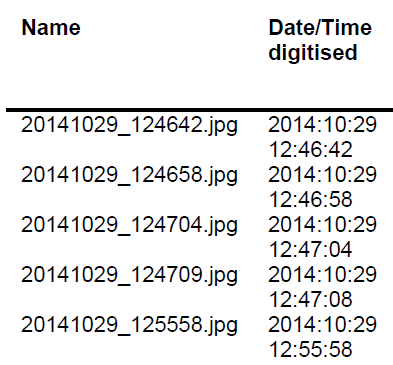 Name Date/Time
digitised
20141029_124642.jpg 2014:10:29
12:46:42
20141029_124658.jpg 2014:10:29
12:46:58
20141029_124704.jpg 2014:10:29
12:47:04
20141029_124709.jpg 2014:10:29
12:47:08
20141029_125558.jpg 2014:10:29
12:55:58